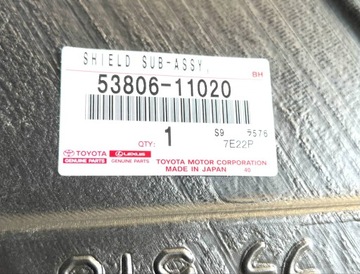 SHIELD SUB-ASSY,
BH
53806-11020
QTY: 1
S9 9576
7E22P
TOYOTA LEXUS
GENUINE PARTS GENUINE PARTS
TOYOTA MOTOR CORPORATION
MADE IN JAPAN 40